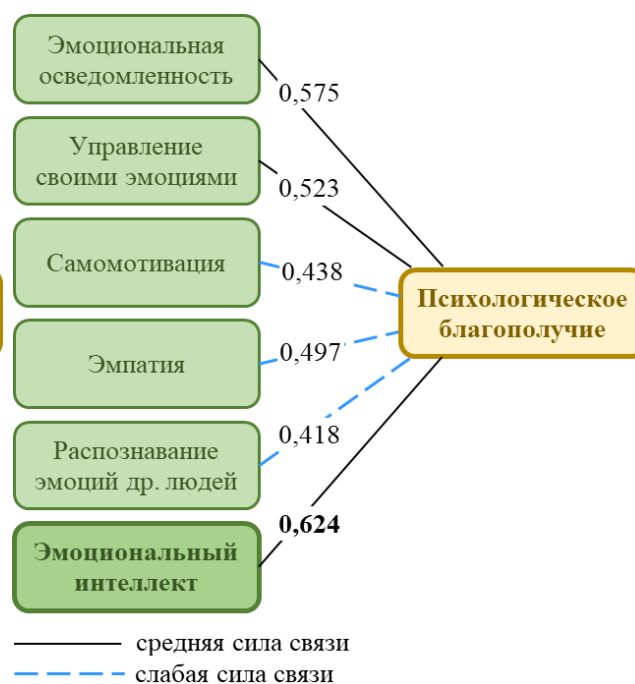 Эмоциональная
осведомленность
0,575
Управление
своими эмоциями
0,523
Самомотивация
0,438
Психологическое
благополучие
Эмпатия
0,497
Распознавание
эмоций др. людей
0,418
Эмоциональный
интеллект
0,624
средняя сила связи
слабая сила связи